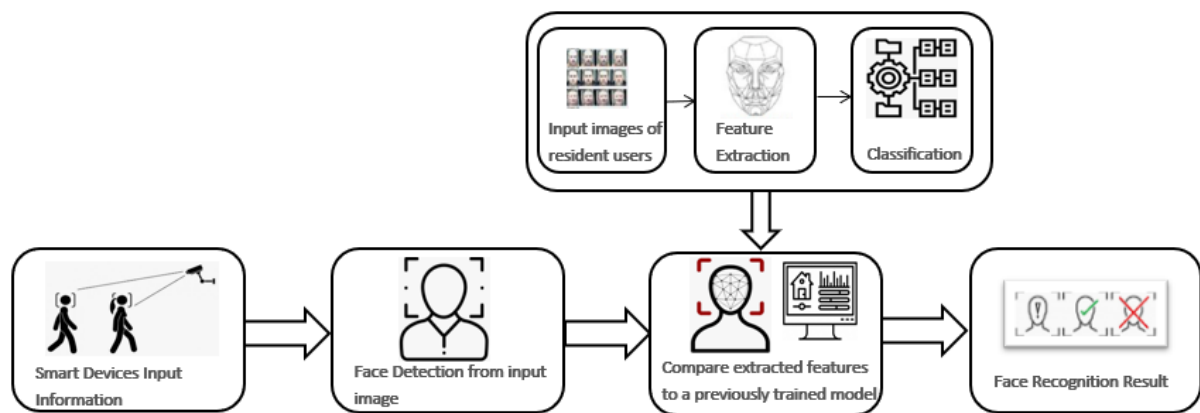 Input images of
resident users
Feature
Extraction
Classification
Smart Devices Input
Information
Face Detection from input
image
Compare extracted features
to a previously trained model
Face Recognition Result